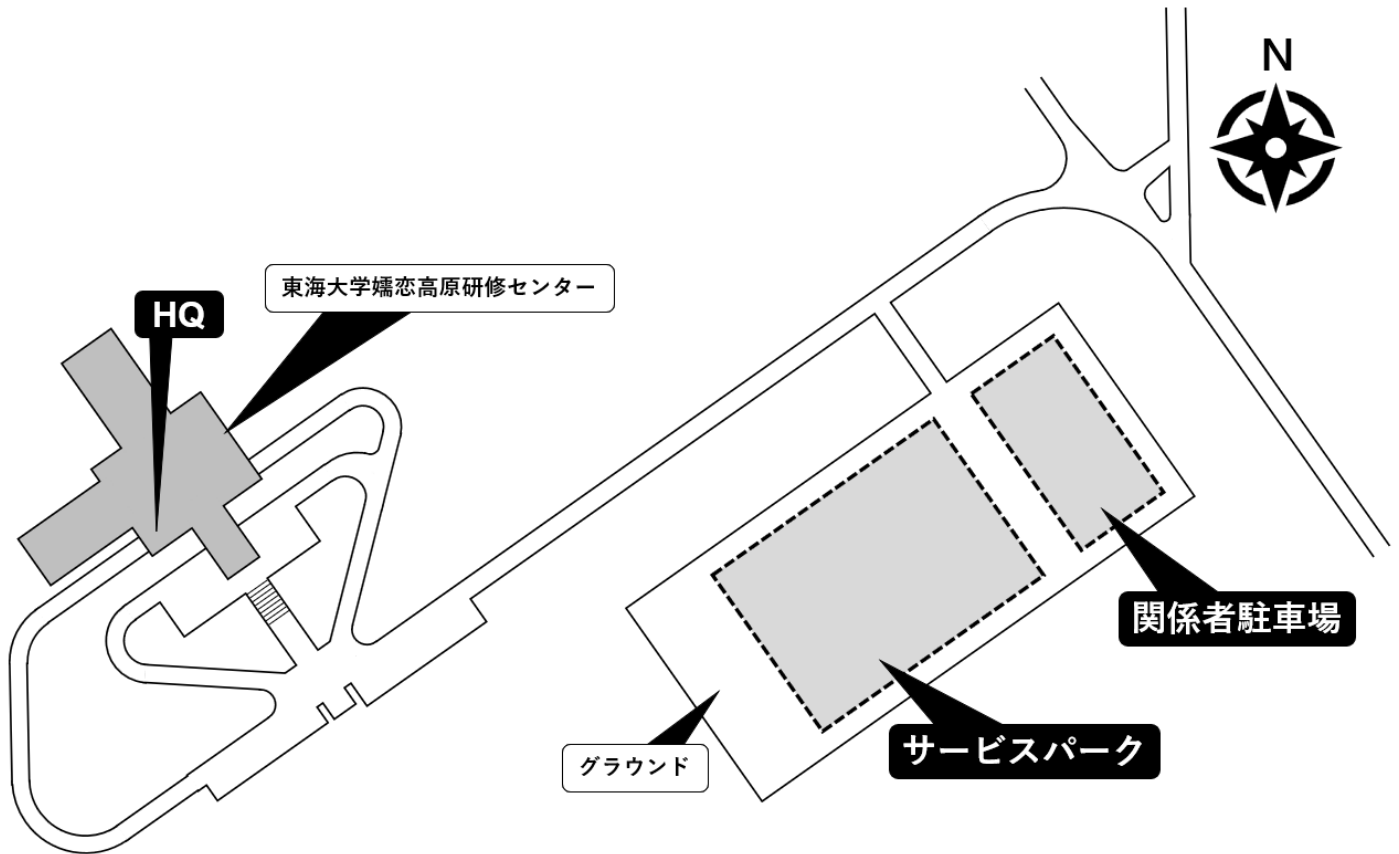 N
東海大学嬬恋高原研修センター
HQ
関係者駐車場
サービスパーク
グラウンド